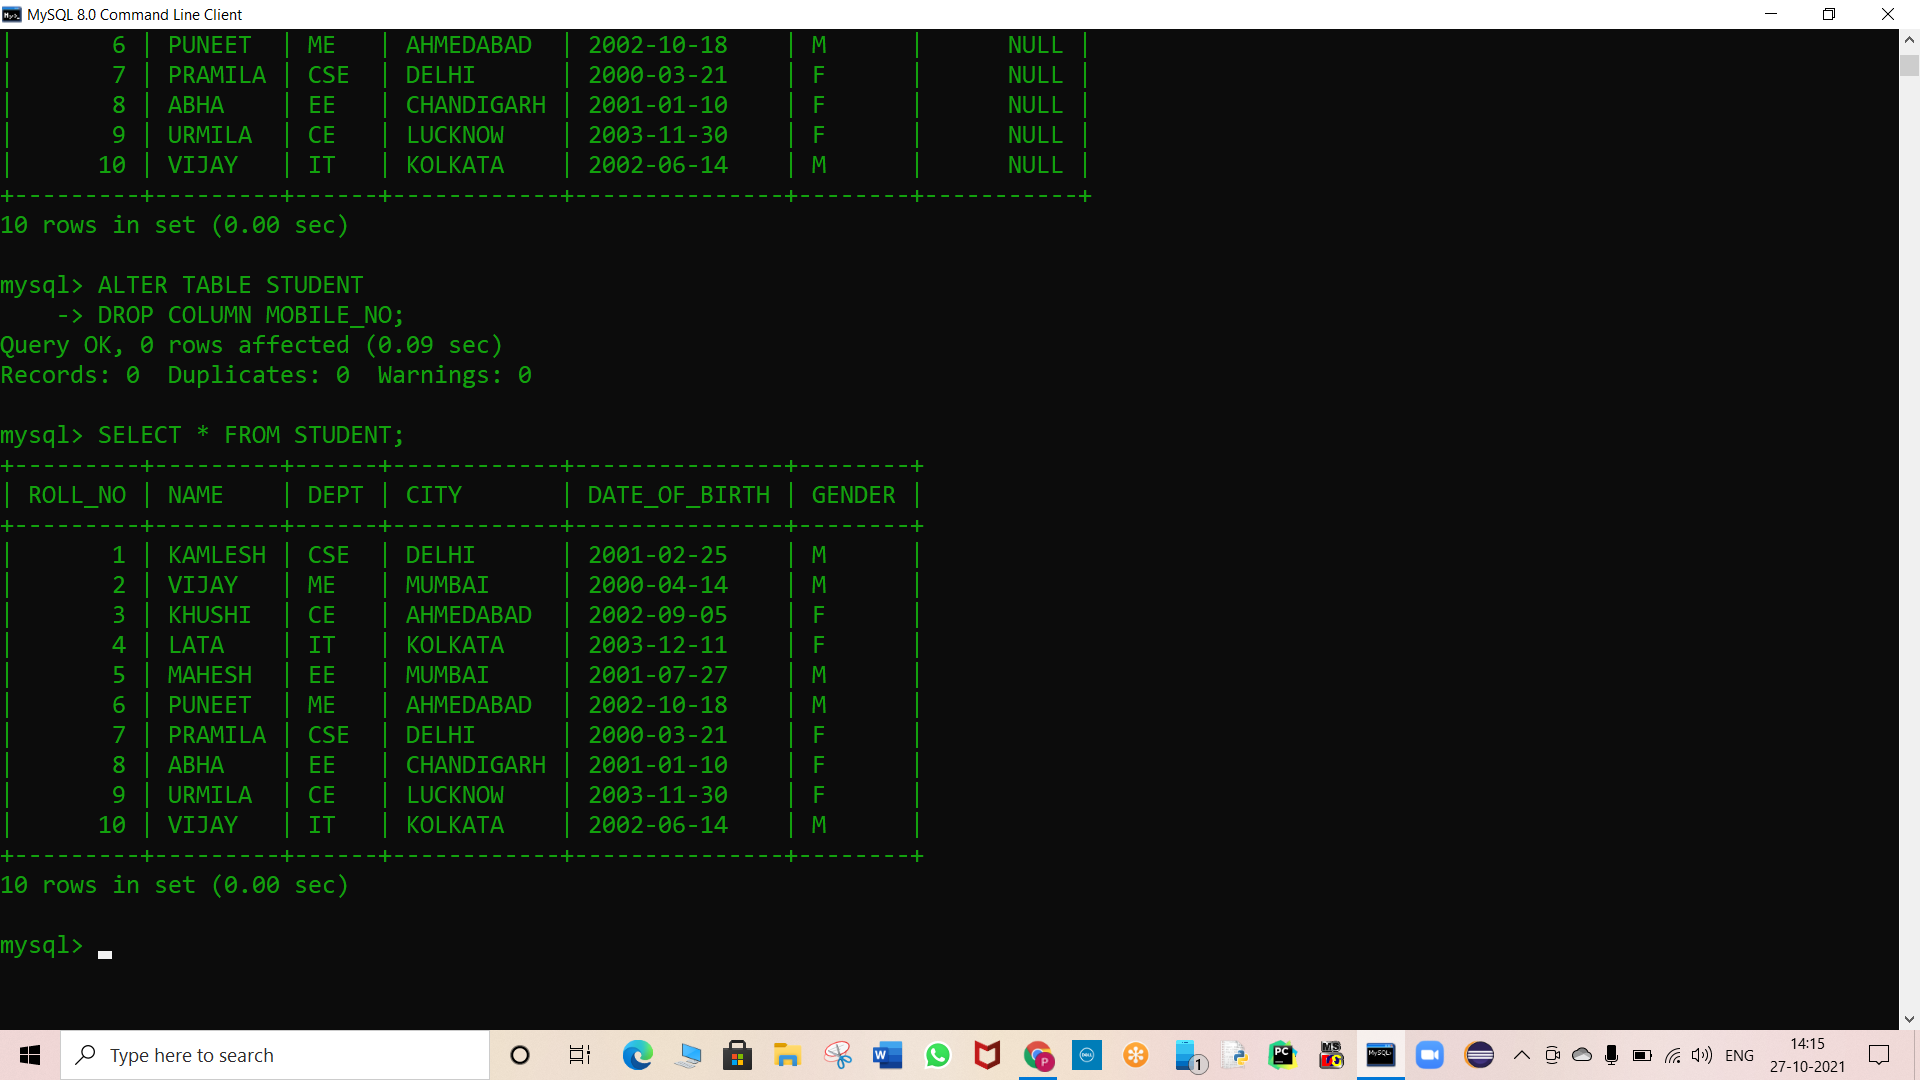 MySQL 8.0 Command Line Client
|       6 | PUNEET  | ME   | AHMEDABAD  | 2002-10-18    | M      |      NULL |
|       7 | PRAMILA | CSE  | DELHI      | 2000-03-21    | F      |      NULL |
|       8 | ABHA    | EE   | CHANDIGARH | 2001-01-10    | F      |      NULL |
|       9 | URMILA  | CE   | LUCKNOW    | 2003-11-30    | F      |      NULL |
|      10 | VIJAY   | IT   | KOLKATA    | 2002-06-14    | M      |      NULL |
+---------+---------+------+------------+---------------+--------+-----------+
10 rows in set (0.00 sec)
mysql> ALTER TABLE STUDENT
    -> DROP COLUMN MOBILE_NO;
Query OK, 0 rows affected (0.09 sec)
Records: 0  Duplicates: 0  Warnings: 0
mysql> SELECT * FROM STUDENT;
+---------+---------+------+------------+---------------+--------+
| ROLL_NO | NAME    | DEPT | CITY       | DATE_OF_BIRTH | GENDER |
+---------+---------+------+------------+---------------+--------+
|       1 | KAMLESH | CSE  | DELHI      | 2001-02-25    | M      |
|       2 | VIJAY   | ME   | MUMBAI     | 2000-04-14    | M      |
|       3 | KHUSHI  | CE   | AHMEDABAD  | 2002-09-05    | F      |
|       4 | LATA    | IT   | KOLKATA    | 2003-12-11    | F      |
|       5 | MAHESH  | EE   | MUMBAI     | 2001-07-27    | M      |
|       6 | PUNEET  | ME   | AHMEDABAD  | 2002-10-18    | M      |
|       7 | PRAMILA | CSE  | DELHI      | 2000-03-21    | F      |
|       8 | ABHA    | EE   | CHANDIGARH | 2001-01-10    | F      |
|       9 | URMILA  | CE   | LUCKNOW    | 2003-11-30    | F      |
|      10 | VIJAY   | IT   | KOLKATA    | 2002-06-14    | M      |
+---------+---------+------+------------+---------------+--------+
10 rows in set (0.00 sec)
mysql>
Type here to search
ENG
14:15
27-10-2021